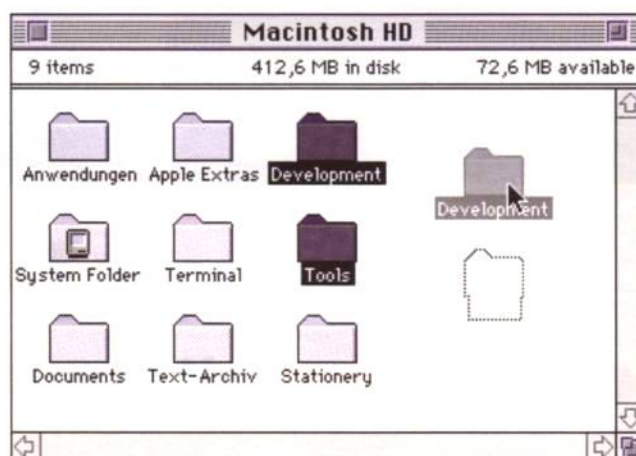 Macintosh HD
9 items 412,6 MB in disk 72,6 MB available
Anwendungen Apple Extras Development
Development
System Folder Terminal Tools
Documents Text-Archiv Stationery